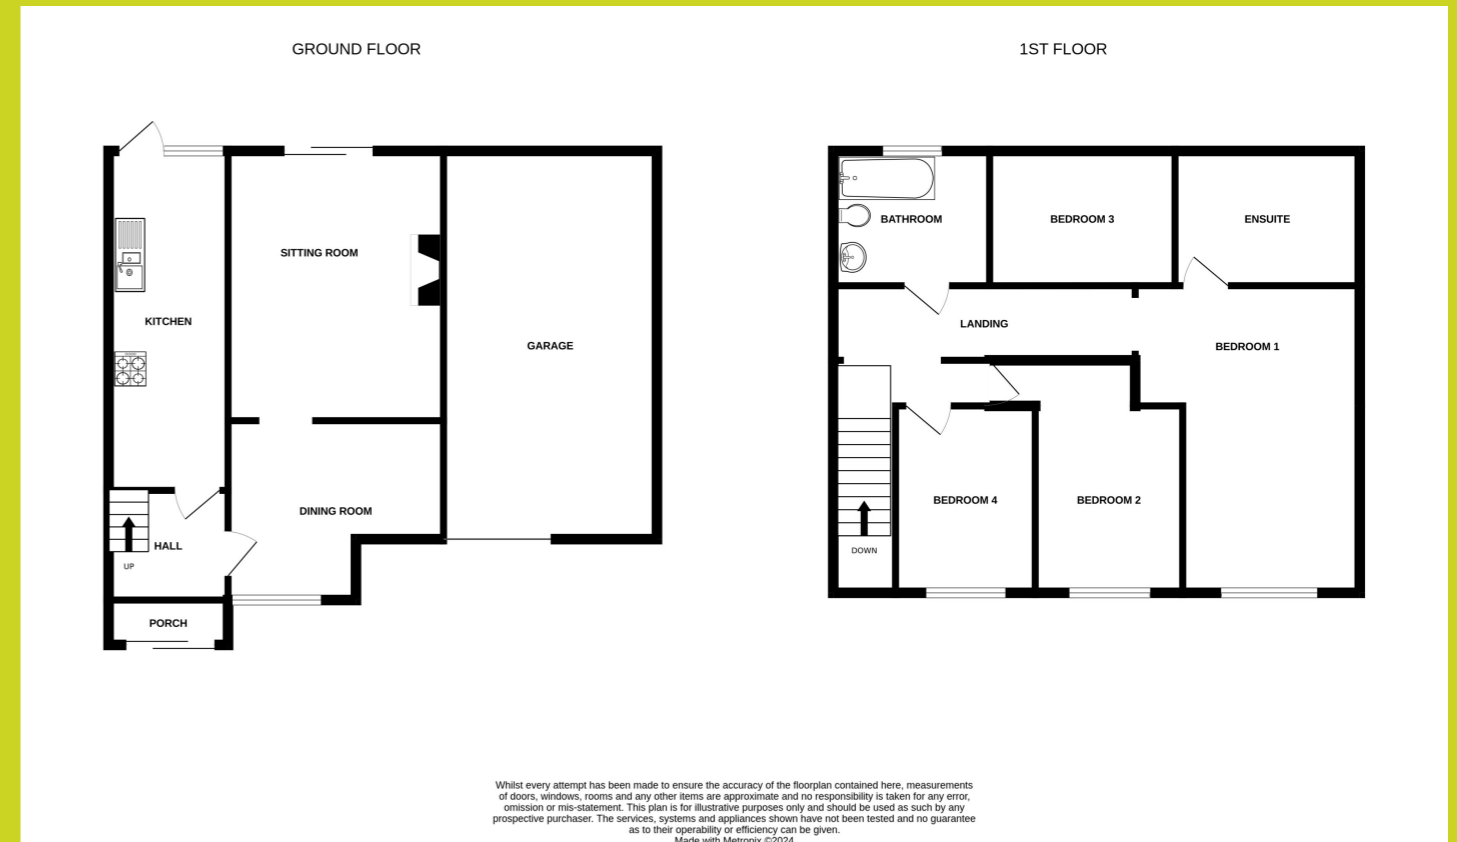 GROUND FLOOR
1ST FLOOR
KITCHEN
SITTING ROOM
GARAGE
DINING ROOM
HALL
UP
PORCH
BATHROOM
BEDROOM 3
ENSUITE
LANDING
BEDROOM 1
BEDROOM 4
BEDROOM 2
DOWN
Whilst every attempt has been made to ensure the accuracy of the floorplan contained here, measurements
of doors, windows, rooms and any other items are approximate and no responsibility is taken for any error,
omission or mis-statement. This plan is for illustrative purposes only and should be used as such by any
prospective purchaser. The services, systems and appliances shown have not been tested and no guarantee
as to their operability or efficiency can be given.
Made with Metropix ©2024